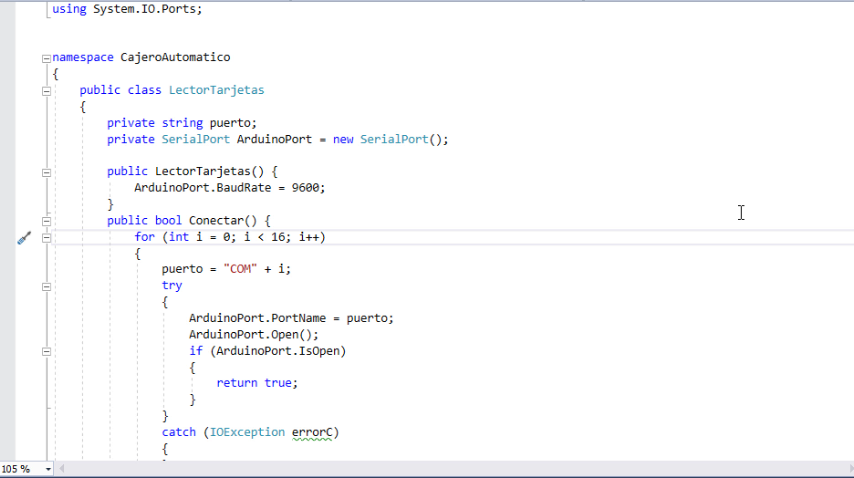 using System.IO.Ports;
namespace CajeroAutomatico
{
public class LectorTarjetas
{
private string puerto;
private SerialPort ArduinoPort = new SerialPort();
public LectorTarjetas() {
ArduinoPort.BaudRate = 9600;
}
public bool Conectar() {
for (int i = 0; i < 16; i++)
{
puerto = "COM" + i;
try
{
ArduinoPort.PortName = puerto;
ArduinoPort.Open();
if (ArduinoPort.IsOpen)
{
return true;
}
}
catch (IOException errorC)
{
105 %